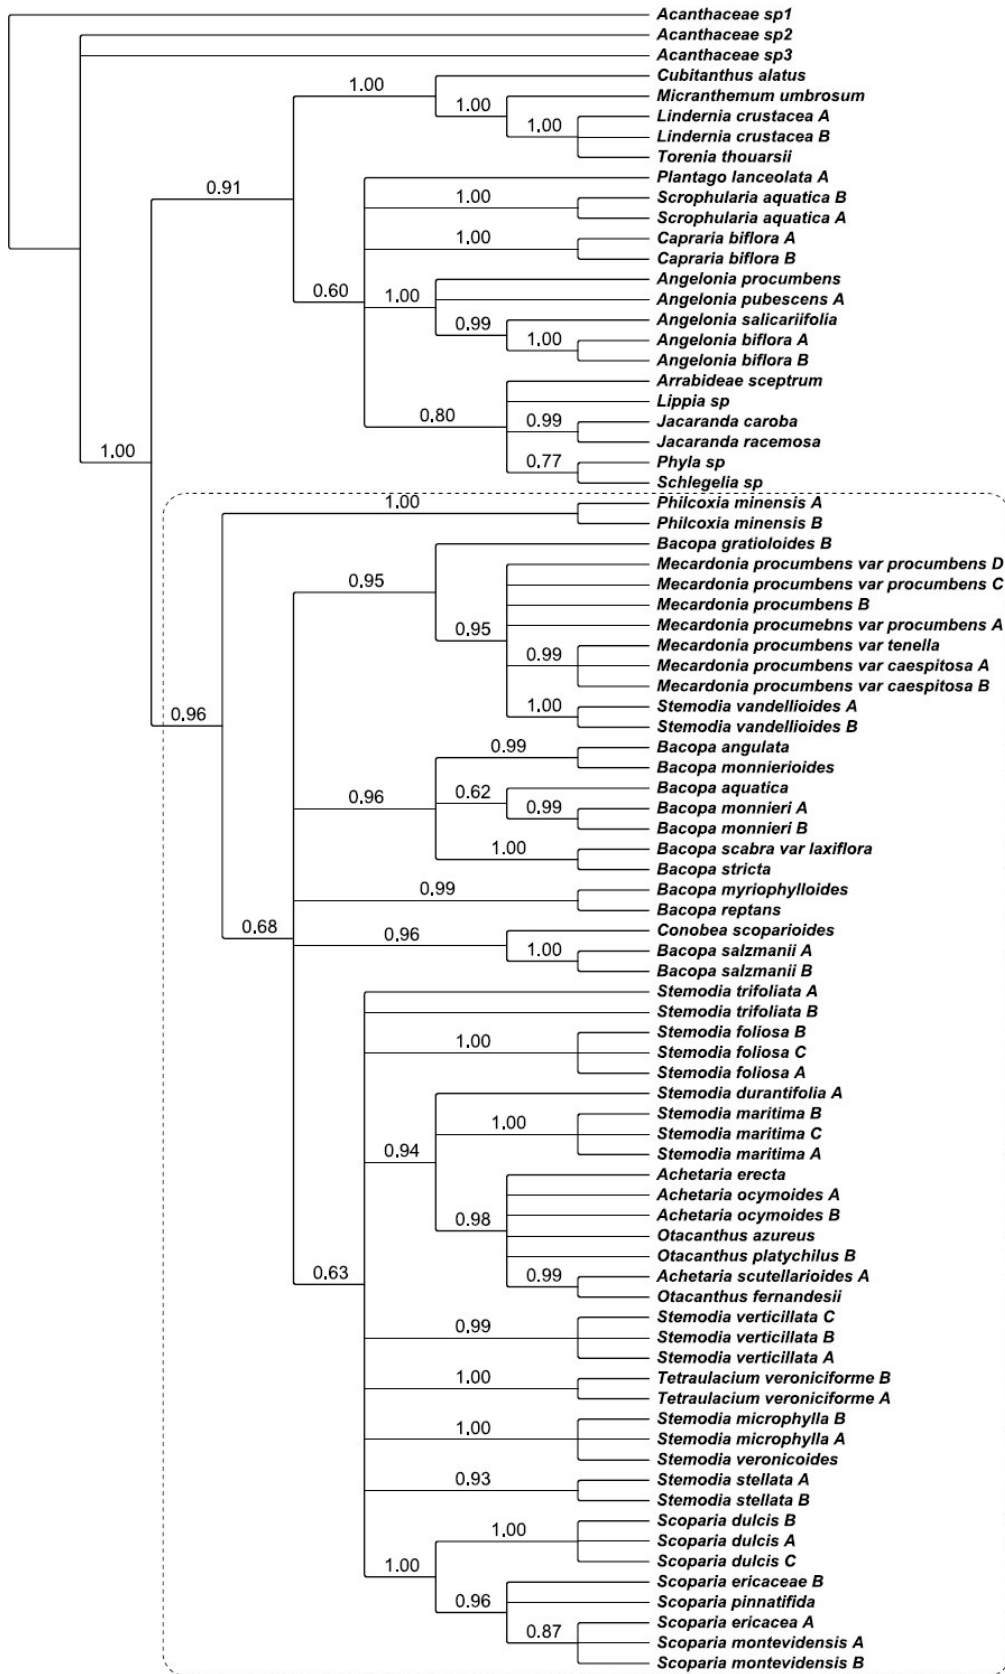 Acanthaceae sp1
Acanthaceae sp2
Acanthaceae sp3
Cubitanthus alatus
1.00
Micranthemum umbrosum
1.00
Lindernia crustacea A
1.00
Lindernia crustacea B
Torenia thouarsii
Plantago lanceolata A
0.91
Scrophularia aquatica B
1.00
Scrophularia aquatica A
Capraria biflora A
1.00
Capraria biflora B
Angelonia procumbens
0.60
1.00
Angelonia pubescens A
Angelonia salicariifolia
0.99
Angelonia biflora A
1.00
Angelonia biflora B
Arrabideae sceptrum
Lippia sp
0.80
0.99
Jacaranda caroba
Jacaranda racemosa
1.00
0.77
Phyla sp
Schlegelia sp
1.00
Philcoxia minensis A
Philcoxia minensis B
Bacopa gratioloides B
Mecardonia procumbens var procumbens D
0.95
Mecardonia procumbens var procumbens C
Mecardonia procumbens B
Mecardonia procumebns var procumbens A
0.95
Mecardonia procumbens var tenella
0.99
Mecardonia procumbens var caespitosa A
Mecardonia procumbens var caespitosa B
0.96
1.00
Stemodia vandellioides A
Stemodia vandellioides B
0.99
Bacopa angulata
Bacopa monnierioides
0.96
0.62
Bacopa aquatica
0.99
Bacopa monnieri A
Bacopa monnieri B
1.00
Bacopa scabra var laxiflora
Bacopa stricta
0.99
Bacopa myriophylloides
Bacopa reptans
0.68
0.96
Conobea scoparioides
1.00
Bacopa salzmanii A
Bacopa salzmanii B
Stemodia trifoliata A
Stemodia trifoliata B
Stemodia foliosa B
1.00
Stemodia foliosa C
Stemodia foliosa A
Stemodia durantifolia A
Stemodia maritima B
1.00
Stemodia maritima C
0.94
Stemodia maritima A
Achetaria erecta
Achetaria ocymoides A
Achetaria ocymoides B
0.98
Otacanthus azureus
Otacanthus platychilus B
0.63
0.99
Achetaria scutellarioides A
Otacanthus fernandesii
Stemodia verticillata C
0.99
Stemodia verticillata B
Stemodia verticillata A
1.00
Tetraulacium veroniciforme B
Tetraulacium veroniciforme A
Stemodia microphylla B
1.00
Stemodia microphylla A
Stemodia veronicoides
0.93
Stemodia stellata A
Stemodia stellata B
Scoparia dulcis B
1.00
Scoparia dulcis A
Scoparia dulcis C
1.00
Scoparia ericaceae B
0.96
Scoparia pinnatifida
Scoparia ericacea A
0.87
Scoparia montevidensis A
Scoparia montevidensis B